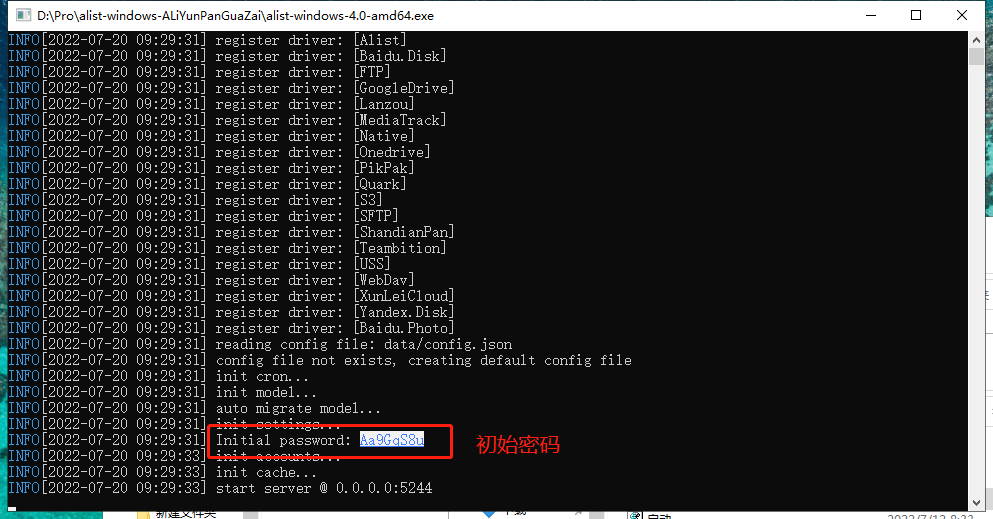 D:\Pro\alist-windows-ALiYunPanGuaZai\alist-windows-4.0-amd64.exe
INFO[2022-07-20 09:29:31] register driver: [Alist]
INFO[2022-07-20 09:29:31] register driver: [Baidu.Disk]
INFO[2022-07-20 09:29:31] register driver: [FTP]
INFO[2022-07-20 09:29:31] register driver: [GoogleDrive]
INFO[2022-07-20 09:29:31] register driver: [Lanzou]
INFO[2022-07-20 09:29:31] register driver: [MediaTrack]
INFO[2022-07-20 09:29:31] register driver: [Native]
INFO[2022-07-20 09:29:31] register driver: [Onedrive]
INFO[2022-07-20 09:29:31] register driver: [PikPak]
INFO[2022-07-20 09:29:31] register driver: [Quark]
INFO[2022-07-20 09:29:31] register driver: [S3]
INFO[2022-07-20 09:29:31] register driver: [SFTP]
INFO[2022-07-20 09:29:31] register driver: [ShandianPan]
INFO[2022-07-20 09:29:31] register driver: [Teambition]
INFO[2022-07-20 09:29:31] register driver: [USS]
INFO[2022-07-20 09:29:31] register driver: [WebDav]
INFO[2022-07-20 09:29:31] register driver: [XunLeiCloud]
INFO[2022-07-20 09:29:31] register driver: [Yandex.Disk]
INFO[2022-07-20 09:29:31] register driver: [Baidu.Photo]
INFO[2022-07-20 09:29:31] reading config file: data/config.json
INFO[2022-07-20 09:29:31] config file not exists, creating default config file
INFO[2022-07-20 09:29:31] init cron...
INFO[2022-07-20 09:29:31] init model...
INFO[2022-07-20 09:29:31] auto migrate model...
INFO[2022-07-20 09:29:31] init settings...
INFO[2022-07-20 09:29:31] Initial password: Aa9GqS8u 初始密码
INFO[2022-07-20 09:29:33] init accounts...
INFO[2022-07-20 09:29:33] init cache...
INFO[2022-07-20 09:29:33] start server @ 0.0.0.0:5244
新建文件夹